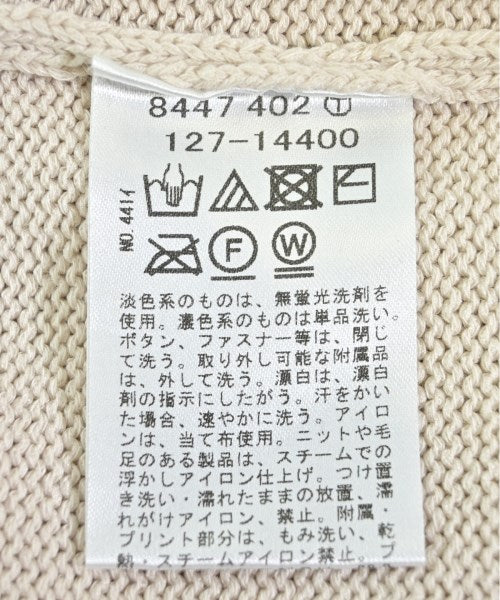 8447 402 Ⓣ
127-14400
NO.441イ
Ⓕ Ⓦ
淡色系のものは、無蛍光洗剤を
使用。濃色系のものは単品洗い。
ボタン、ファスナー等は、閉じ
て洗う。取り外し可能な附属品
は、外して洗う。漂白は、漂白
剤の指示にしたがう。汗をかい
た場合、速やかに洗う。アイロ
ンは、当て布使用。ニットや毛
足のある製品は、スチームでの
浮かしアイロン仕上げ。つけ置
き洗い・濡れたままの放置、濡
れがけアイロン、禁止。附属・
プリント部分は、もみ洗い、乾
熱・スチームアイロン禁止。プ